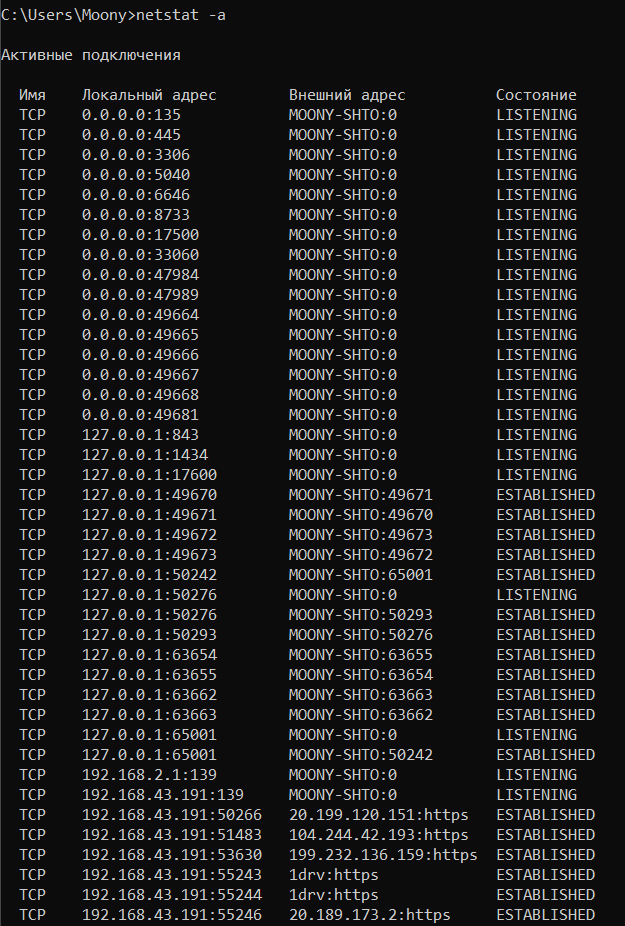 C:\Users\Moony>netstat -a
Активные подключения
Имя Локальный адрес Внешний адрес Состояние
TCP 0.0.0.0:135 MOONY-SHTO:0 LISTENING
TCP 0.0.0.0:445 MOONY-SHTO:0 LISTENING
TCP 0.0.0.0:3306 MOONY-SHTO:0 LISTENING
TCP 0.0.0.0:5040 MOONY-SHTO:0 LISTENING
TCP 0.0.0.0:6646 MOONY-SHTO:0 LISTENING
TCP 0.0.0.0:8733 MOONY-SHTO:0 LISTENING
TCP 0.0.0.0:17500 MOONY-SHTO:0 LISTENING
TCP 0.0.0.0:33060 MOONY-SHTO:0 LISTENING
TCP 0.0.0.0:47984 MOONY-SHTO:0 LISTENING
TCP 0.0.0.0:47989 MOONY-SHTO:0 LISTENING
TCP 0.0.0.0:49664 MOONY-SHTO:0 LISTENING
TCP 0.0.0.0:49665 MOONY-SHTO:0 LISTENING
TCP 0.0.0.0:49666 MOONY-SHTO:0 LISTENING
TCP 0.0.0.0:49667 MOONY-SHTO:0 LISTENING
TCP 0.0.0.0:49668 MOONY-SHTO:0 LISTENING
TCP 0.0.0.0:49681 MOONY-SHTO:0 LISTENING
TCP 127.0.0.1:843 MOONY-SHTO:0 LISTENING
TCP 127.0.0.1:1434 MOONY-SHTO:0 LISTENING
TCP 127.0.0.1:17600 MOONY-SHTO:0 LISTENING
TCP 127.0.0.1:49670 MOONY-SHTO:49671 ESTABLISHED
TCP 127.0.0.1:49671 MOONY-SHTO:49670 ESTABLISHED
TCP 127.0.0.1:49672 MOONY-SHTO:49673 ESTABLISHED
TCP 127.0.0.1:49673 MOONY-SHTO:49672 ESTABLISHED
TCP 127.0.0.1:50242 MOONY-SHTO:65001 ESTABLISHED
TCP 127.0.0.1:50276 MOONY-SHTO:0 LISTENING
TCP 127.0.0.1:50276 MOONY-SHTO:50293 ESTABLISHED
TCP 127.0.0.1:50293 MOONY-SHTO:50276 ESTABLISHED
TCP 127.0.0.1:63654 MOONY-SHTO:63655 ESTABLISHED
TCP 127.0.0.1:63655 MOONY-SHTO:63654 ESTABLISHED
TCP 127.0.0.1:63662 MOONY-SHTO:63663 ESTABLISHED
TCP 127.0.0.1:63663 MOONY-SHTO:63662 ESTABLISHED
TCP 127.0.0.1:65001 MOONY-SHTO:0 LISTENING
TCP 127.0.0.1:65001 MOONY-SHTO:50242 ESTABLISHED
TCP 192.168.2.1:139 MOONY-SHTO:0 LISTENING
TCP 192.168.43.191:139 MOONY-SHTO:0 LISTENING
TCP 192.168.43.191:50266 20.199.120.151:https ESTABLISHED
TCP 192.168.43.191:51483 104.244.42.193:https ESTABLISHED
TCP 192.168.43.191:53630 199.232.136.159:https ESTABLISHED
TCP 192.168.43.191:55243 1drv:https ESTABLISHED
TCP 192.168.43.191:55244 1drv:https ESTABLISHED
TCP 192.168.43.191:55246 20.189.173.2:https ESTABLISHED